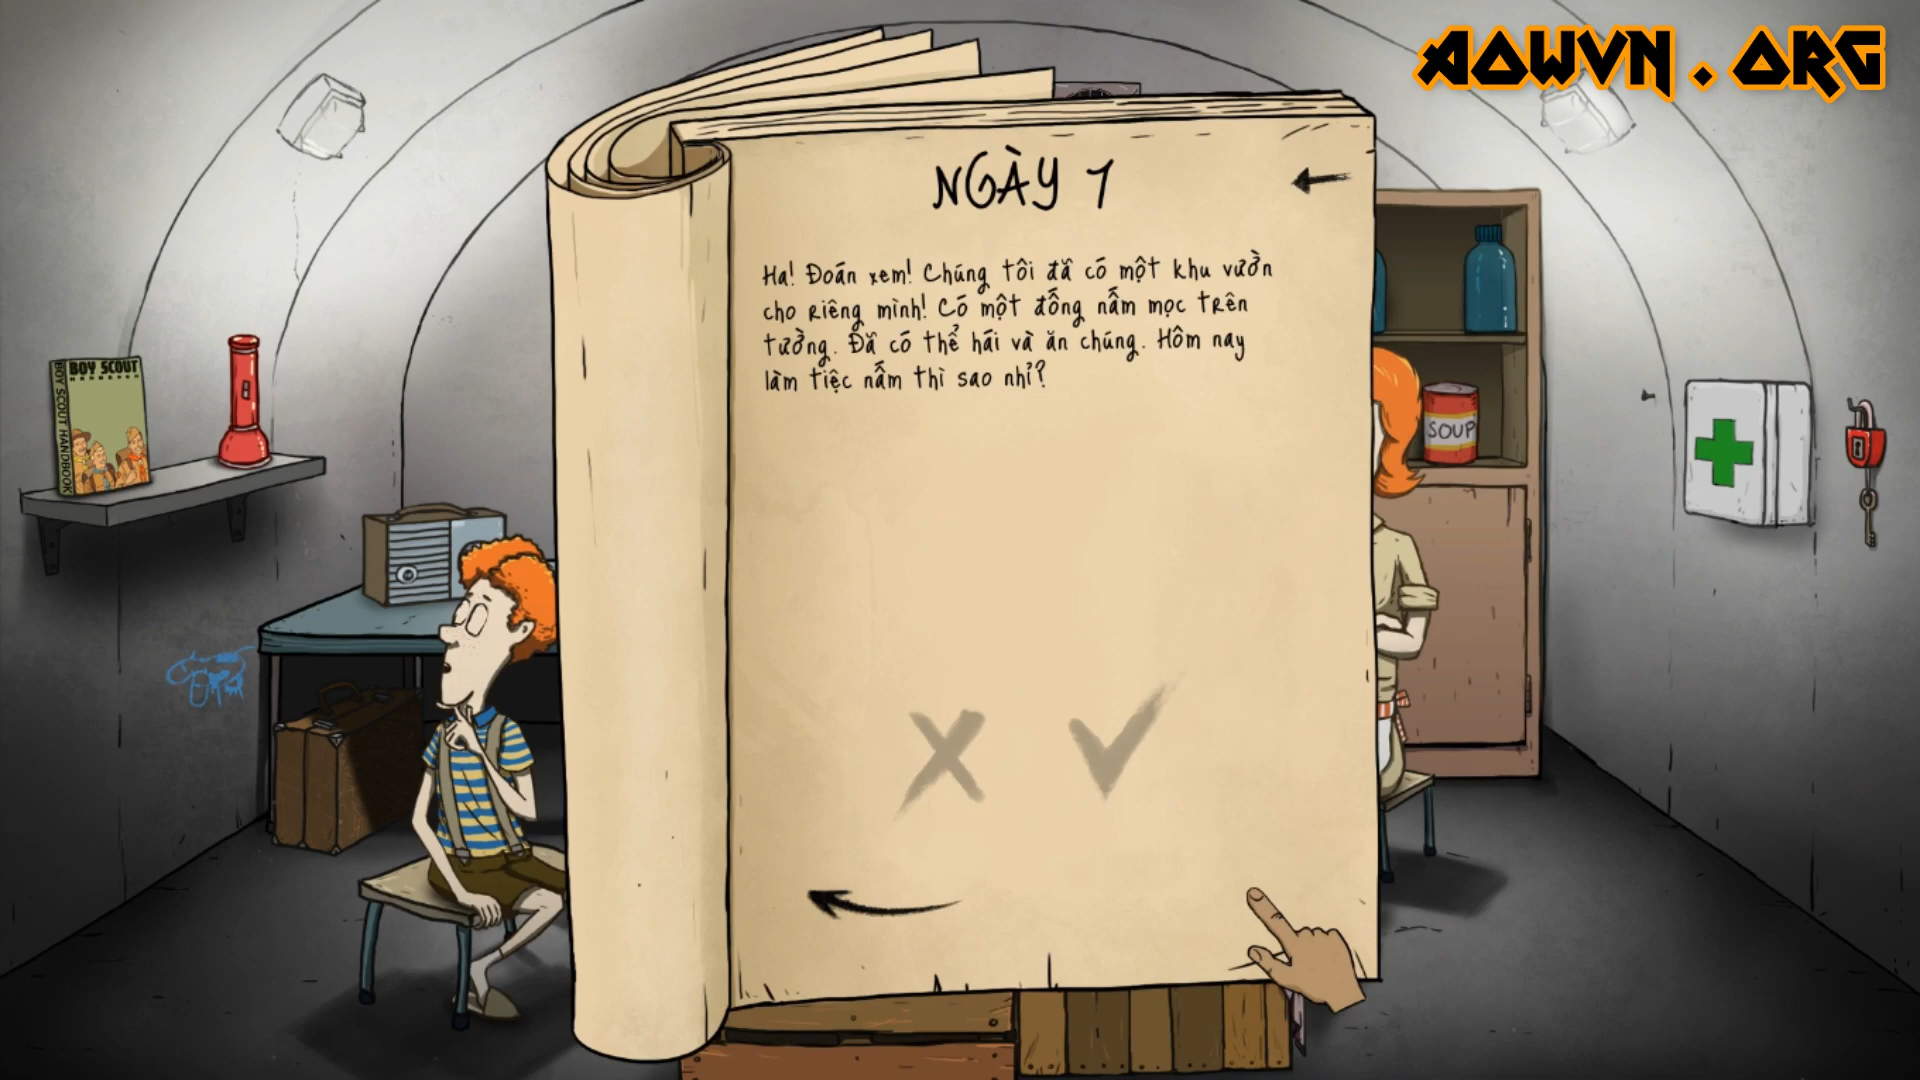 AOWVN.ORG
NGÀY 7
Ha! Đoán xem! Chúng tôi đã có một khu vườn
cho riêng mình! Có một đống nấm mọc trên
tường. Đã có thể hái và ăn chúng. Hôm nay
làm tiệc nấm thì sao nhỉ?
BOY SCOUT
HANDBOOK
BOY SCOUT HANDBOOK
SOUP